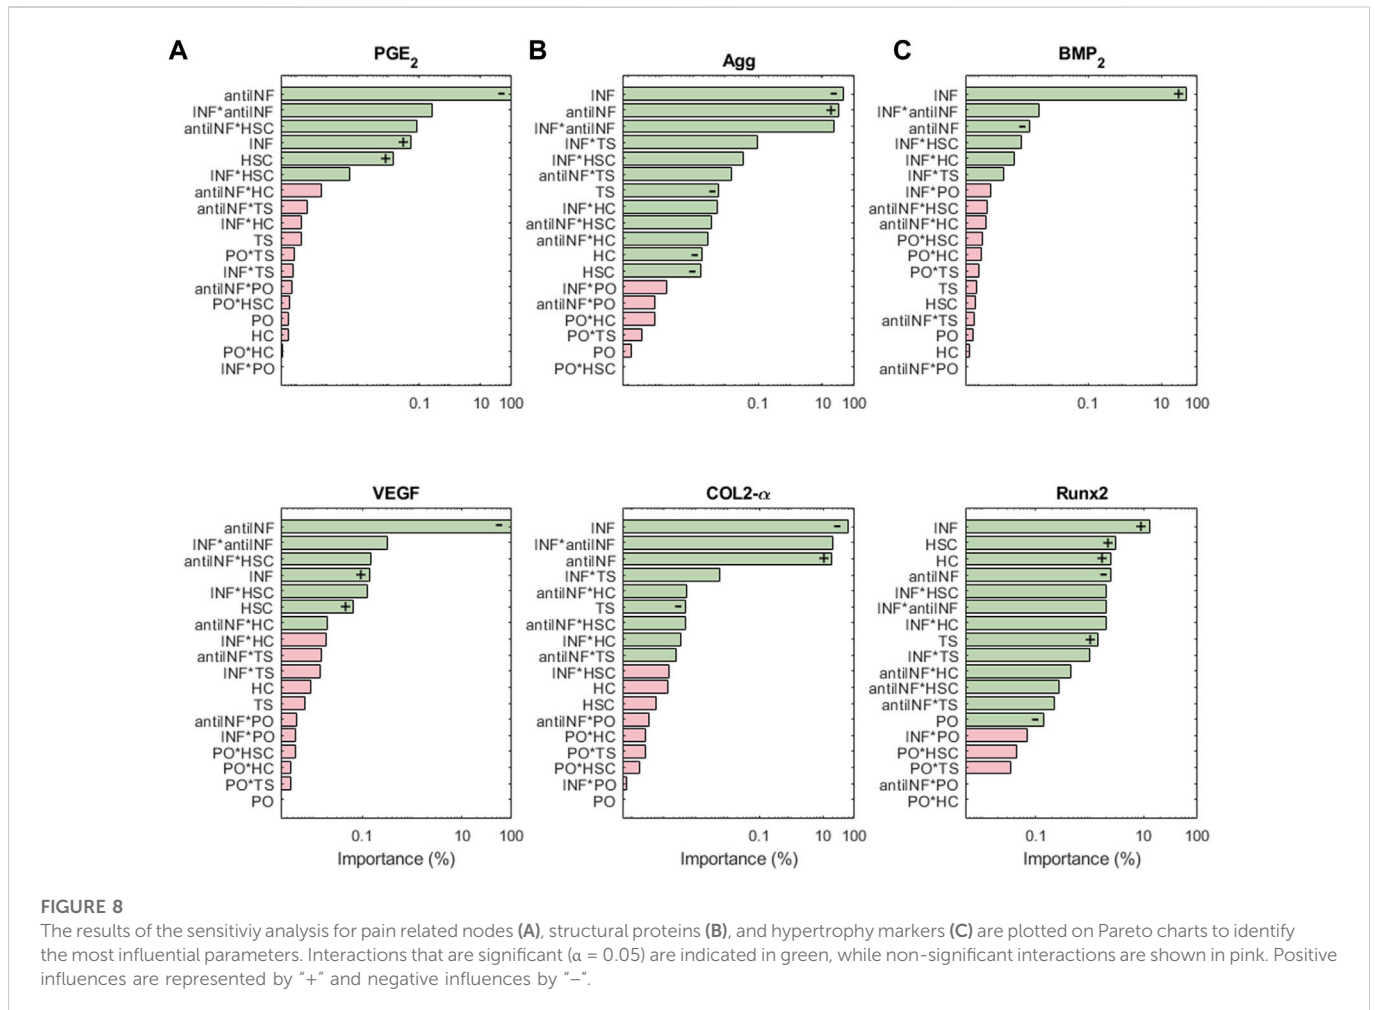 A
PGE2
antiINF
INF*antiINF
antiINF*HSC
INF
HSC
INF*HSC
antiINF*HC
antiINF*TS
INF*HC
TS
PO*TS
INF*TS
antiINF*PO
PO*HSC
PO
HC
PO*HC
INF*PO
- + +
0.1 10 100
B
Agg
INF
antiINF
INF*antiINF
INF*TS
INF*HSC
antiINF*TS
TS
INF*HC
antiINF*HSC
antiINF*HC
HC
HSC
INF*PO
antiINF*PO
PO*HC
PO*TS
PO
PO*HSC
- + - - -
0.1 10 100
C
BMP2
INF
INF*antiINF
antiINF
INF*HSC
INF*HC
INF*TS
INF*PO
antiINF*HSC
antiINF*HC
PO*HSC
PO*HC
PO*TS
TS
HSC
antiINF*TS
PO
HC
antiINF*PO
+ -
0.1 10 100
VEGF
antiINF
INF*antiINF
antiINF*HSC
INF
INF*HSC
HSC
antiINF*HC
INF*HC
antiINF*TS
INF*TS
HC
TS
antiINF*PO
INF*PO
PO*HSC
PO*HC
PO*TS
PO
- + +
0.1 10 100
Importance (%)
COL2-α
INF
INF*antiINF
antiINF
INF*TS
antiINF*HC
TS
antiINF*HSC
INF*HC
antiINF*TS
INF*HSC
HC
HSC
antiINF*PO
PO*HC
PO*TS
PO*HSC
INF*PO
PO
- + -
0.1 10 100
Importance (%)
Runx2
INF
HSC
HC
antiINF
INF*HSC
INF*antiINF
INF*HC
TS
INF*TS
antiINF*HC
antiINF*HSC
antiINF*TS
PO
INF*PO
PO*HSC
PO*TS
antiINF*PO
PO*HC
+ + + - + -
0.1 10 100
Importance (%)
FIGURE 8
The results of the sensitiviy analysis for pain related nodes (A), structural proteins (B), and hypertrophy markers (C) are plotted on Pareto charts to identify
the most influential parameters. Interactions that are significant (α = 0.05) are indicated in green, while non-significant interactions are shown in pink. Positive
influences are represented by “+” and negative influences by “−”.